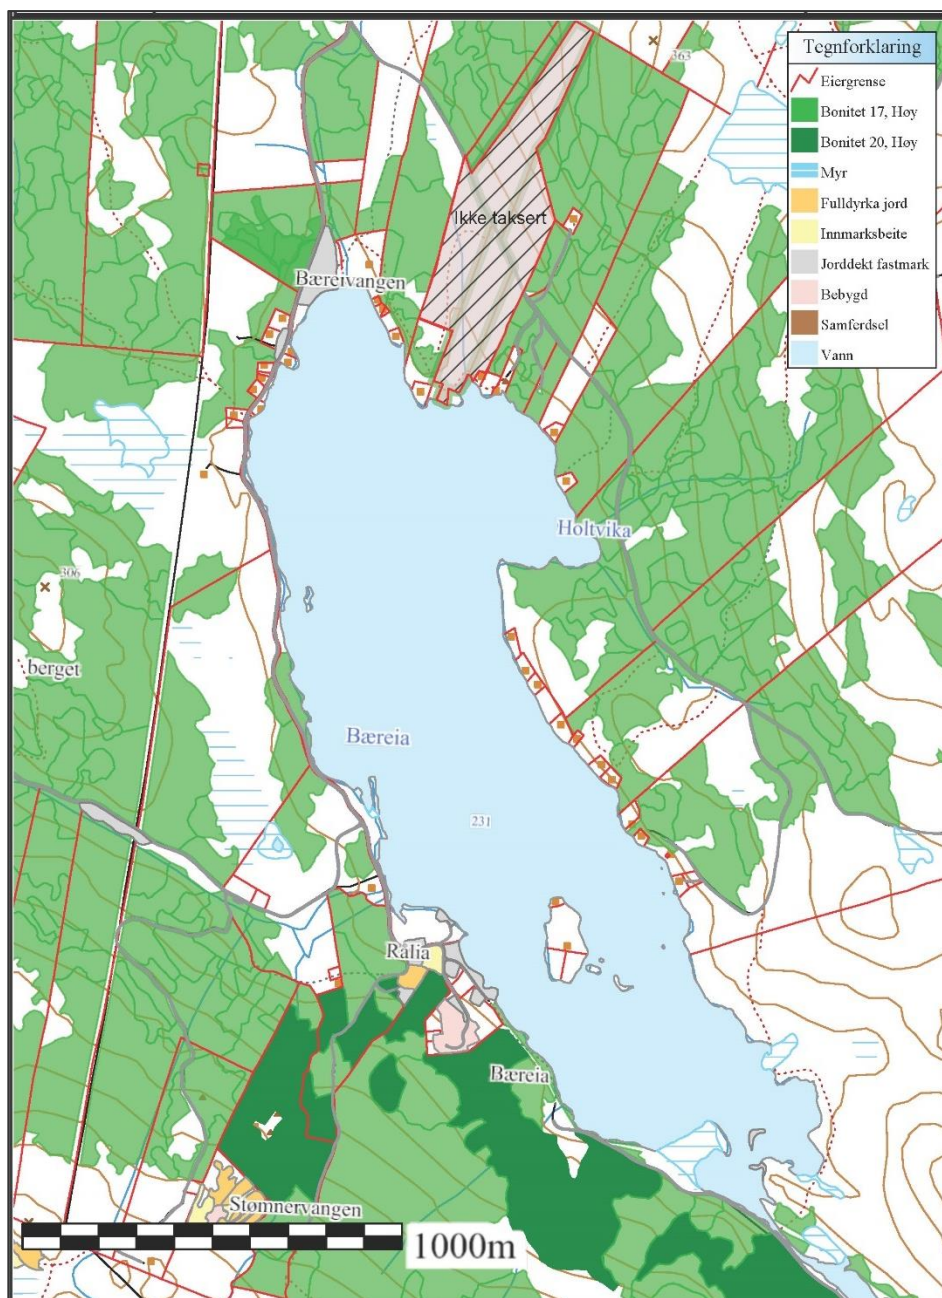 363
Tegnforklaring
Eiergrense
Bonitet 17, Høy
Bonitet 20, Høy
Myr
Fulldyrka jord
Innmarksbeite
Jorddekt fastmark
Bebygd
Samferdsel
Vann
Ikke taksert
Bæreivangen
Holtvika
306
berget
Bæreia
231
Rålia
Bæreia
Stømnervangen
1000m